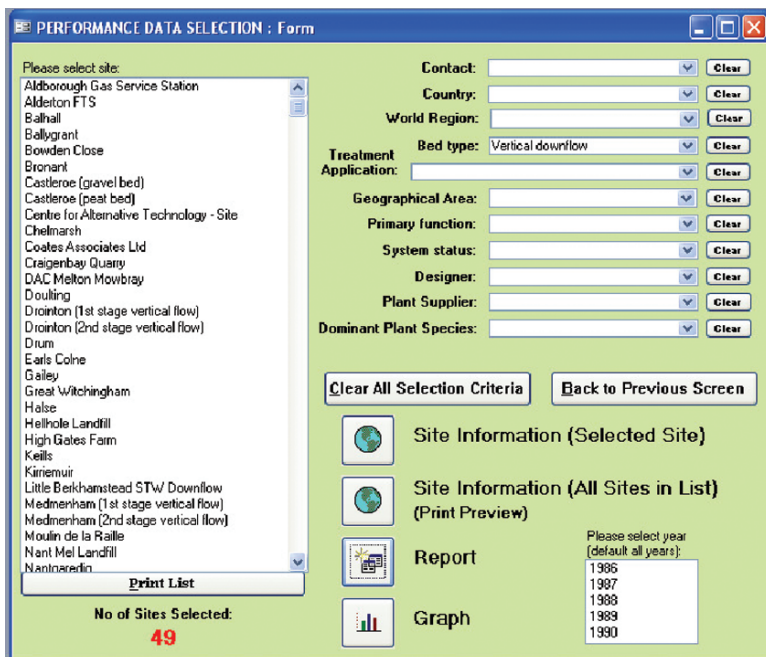 PERFORMANCE DATA SELECTION : Form
Please select site:
Aldborough Gas Service Station
Alderton FTS
Balhall
Ballygrant
Bowden Close
Bronant
Castleroe (gravel bed)
Castleroe (peat bed)
Centre for Alternative Technology - Site
Chelmarsh
Coates Associates Ltd
Craigenbay Quarry
DAC Melton Mowbray
Doulting
Drointon (1st stage vertical flow)
Drointon (2nd stage vertical flow)
Drum
Earls Colne
Gailey
Great Witchingham
Halse
Hellhole Landfill
High Gates Farm
Keills
Kirriemuir
Little Berkhamstead STW Downflow
Medmenham (1st stage vertical flow)
Medmenham (2nd stage vertical flow)
Moulin de la Raille
Nant Mel Landfill
Nantgaredig
Print List
No of Sites Selected:
49
Contact: Clear
Country: Clear
World Region: Clear
Bed type: Vertical downflow Clear
Treatment
Application: Clear
Geographical Area: Clear
Primary function: Clear
System status: Clear
Designer: Clear
Plant Supplier: Clear
Dominant Plant Species: Clear
Clear All Selection Criteria Back to Previous Screen
Site Information (Selected Site)
Site Information (All Sites in List)
(Print Preview)
Report
Graph
Please select year
(default all years):
1986
1987
1988
1989
1990